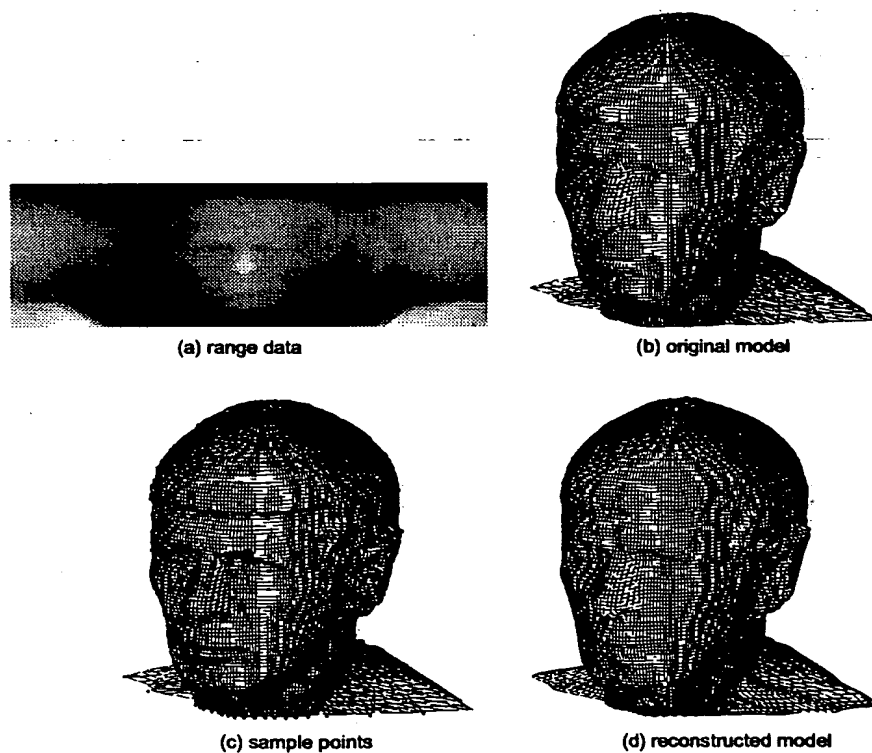 (a) range data
(b) original model
(c) sample points
(d) reconstructed model